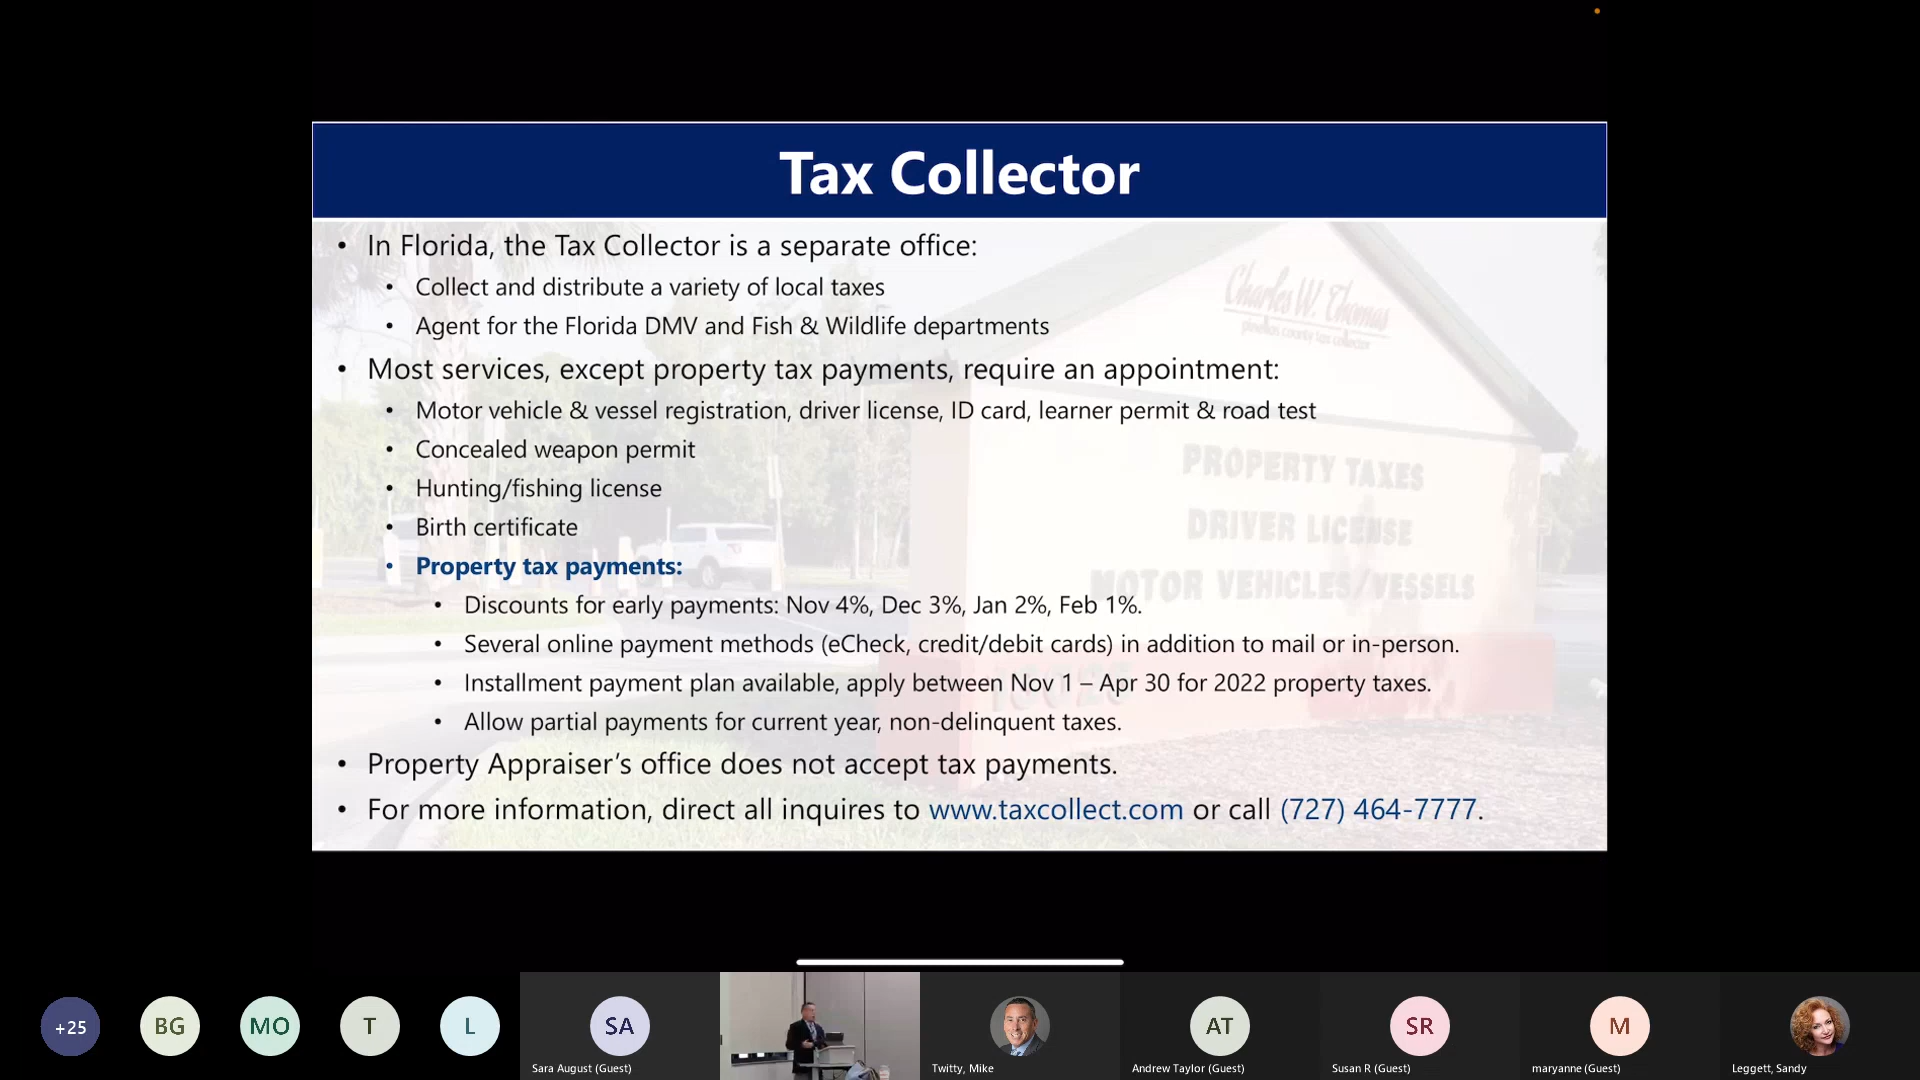 Tax Collector
• In Florida, the Tax Collector is a separate office:
• Collect and distribute a variety of local taxes
• Agent for the Florida DMV and Fish & Wildlife departments
• Most services, except property tax payments, require an appointment:
• Motor vehicle & vessel registration, driver license, ID card, learner permit & road test
• Concealed weapon permit
• Hunting/fishing license
• Birth certificate
• Property tax payments:
• Discounts for early payments: Nov 4%, Dec 3%, Jan 2%, Feb 1%.
• Several online payment methods (eCheck, credit/debit cards) in addition to mail or in-person.
• Installment payment plan available, apply between Nov 1 – Apr 30 for 2022 property taxes.
• Allow partial payments for current year, non-delinquent taxes.
• Property Appraiser’s office does not accept tax payments.
• For more information, direct all inquires to www.taxcollect.com or call (727) 464-7777.
Charles W. Thomas
pinellas county tax collector
PROPERTY TAXES
DRIVER LICENSE
MOTOR VEHICLES/VESSELS
+25
BG
MO
T
L
SA
AT
SR
M
Sara August (Guest)
Twitty, Mike
Andrew Taylor (Guest)
Susan R (Guest)
maryanne (Guest)
Leggett, Sandy